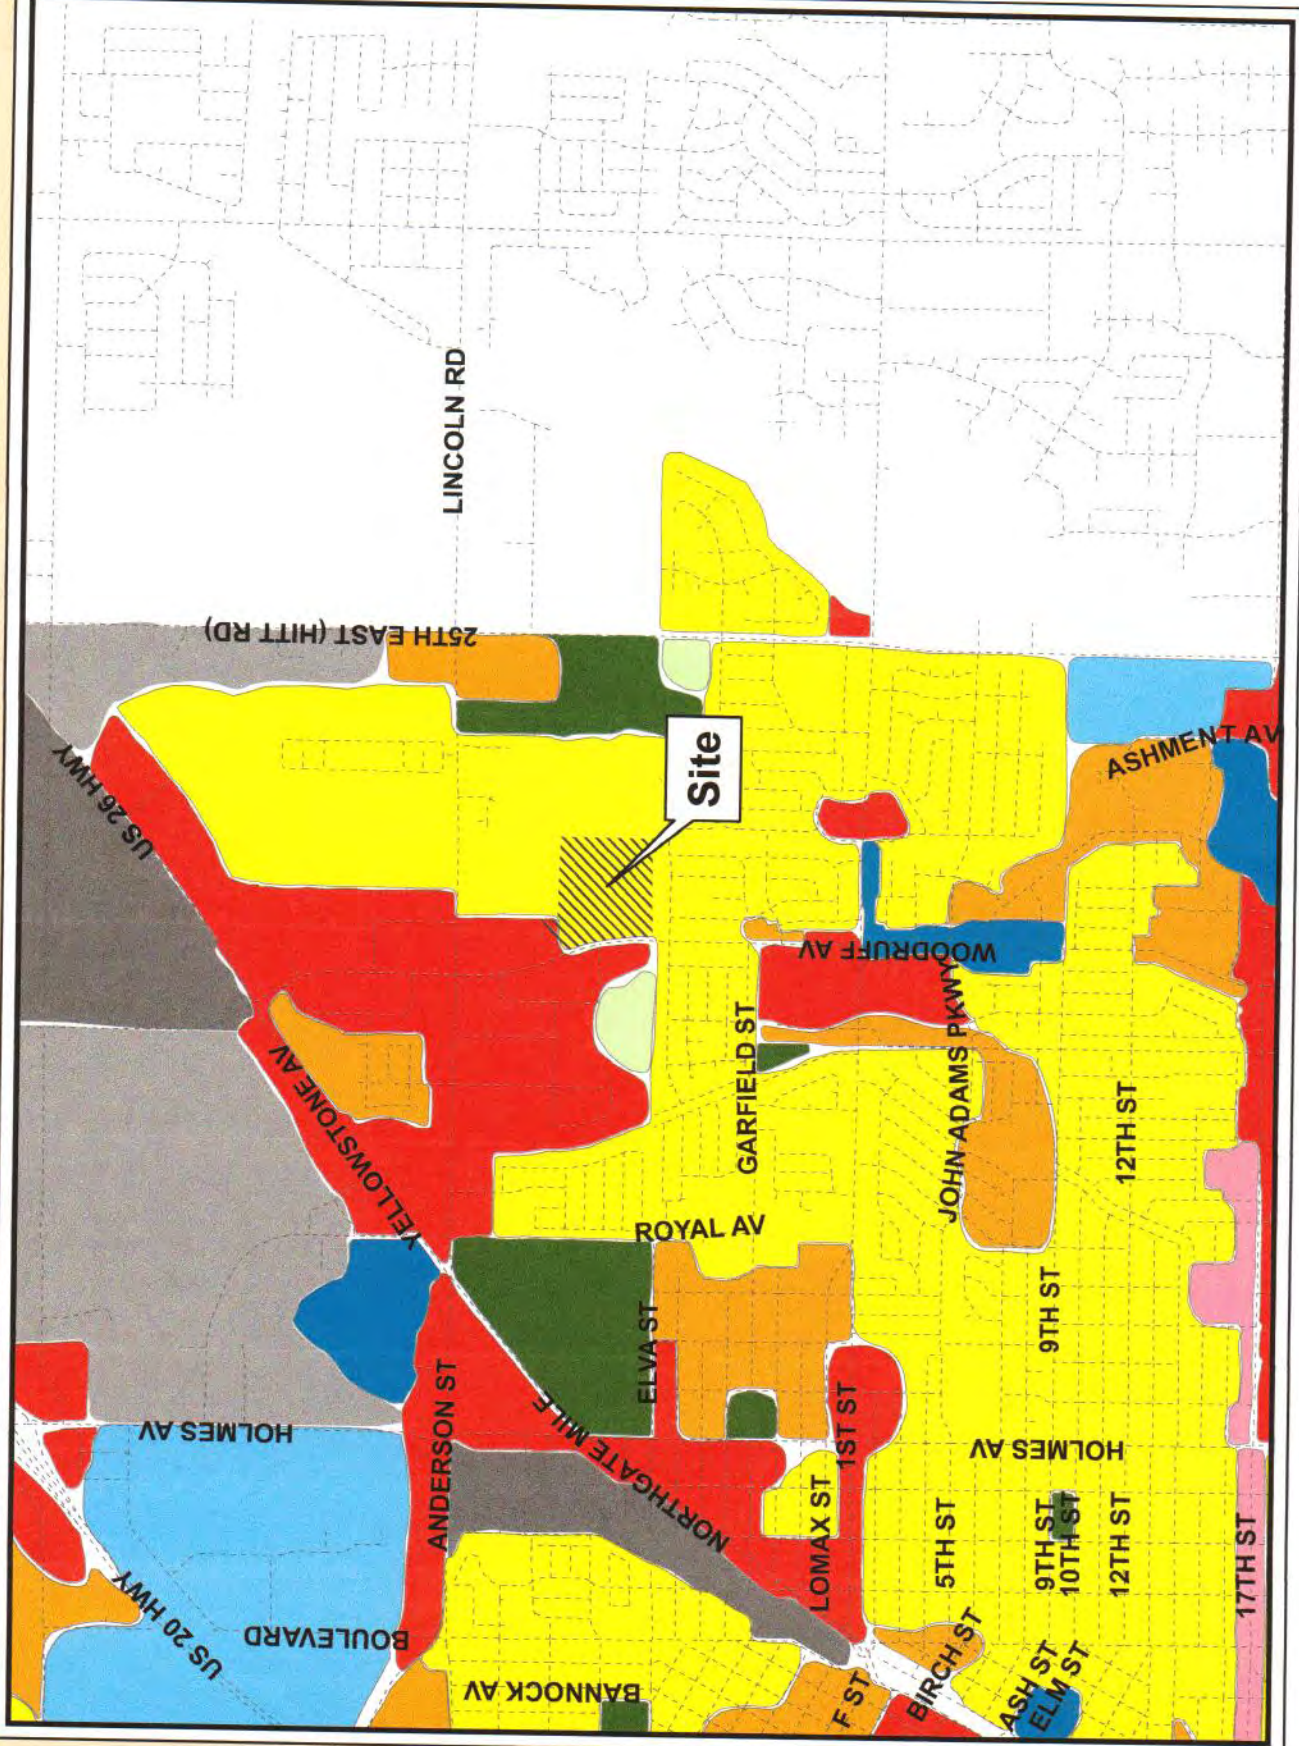 LINCOLN RD
25TH EAST (HITT RD)
US 26 HWY
Site
ASHMENT AV
WOODRUFF AV
GARFIELD ST
JOHN ADAMS PKWY
YELLOWSTONE AV
12TH ST
ROYAL AV
9TH ST
ELVA ST
ANDERSON ST
HOLMES AV
NORTHGATE MILE
1ST ST
HOLMES AV
LOMAX ST
5TH ST
9TH ST
10TH ST
12TH ST
17TH ST
US 20 HWY
BOULEVARD
BANNOCK AV
F ST
BIRCH ST
ASH ST
ELM ST